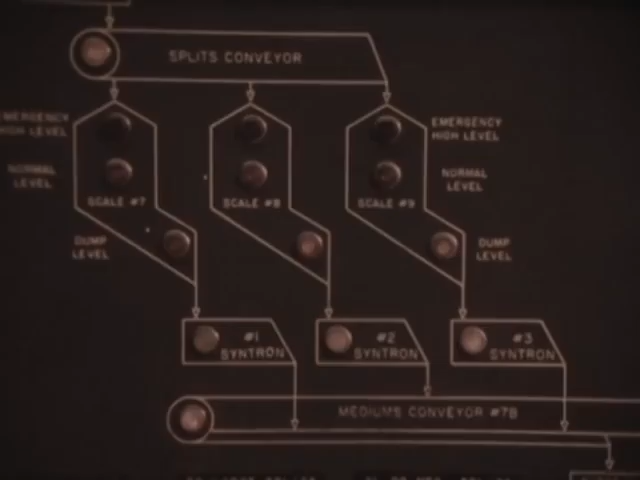 SPLITS CONVEYOR
EMERGENCY
HIGH LEVEL
EMERGENCY
HIGH LEVEL
NORMAL
LEVEL
NORMAL
LEVEL
SCALE #7
SCALE #8
SCALE #9
DUMP
LEVEL
DUMP
LEVEL
#1
SYNTRON
#2
SYNTRON
#3
SYNTRON
MEDIUMS CONVEYOR #7B